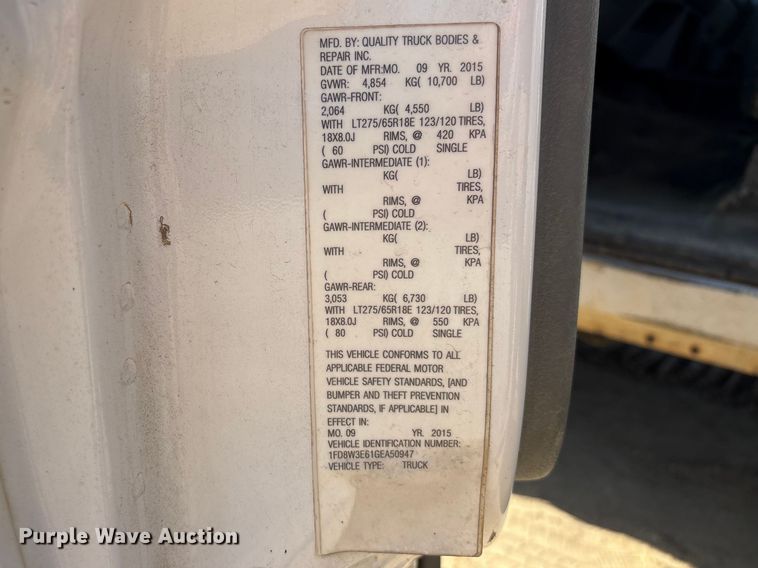 MFD. BY: QUALITY TRUCK BODIES &
REPAIR INC.
DATE OF MFR:MO. 09 YR. 2015
GVWR: 4,854 KG( 10,700 LB)
GAWR-FRONT:
2,064 KG( 4,550 LB)
WITH LT275/65R18E 123/120 TIRES,
18X8.0J RIMS, @ 420 KPA
( 60 PSI) COLD SINGLE
GAWR-INTERMEDIATE (1):
KG( LB)
WITH TIRES,
RIMS, @ KPA
( PSI) COLD
GAWR-INTERMEDIATE (2):
KG( LB)
WITH TIRES,
RIMS, @ KPA
( PSI) COLD
GAWR-REAR:
3,053 KG( 6,730 LB)
WITH LT275/65R18E 123/120 TIRES,
18X8.0J RIMS, @ 550 KPA
( 80 PSI) COLD SINGLE
THIS VEHICLE CONFORMS TO ALL
APPLICABLE FEDERAL MOTOR
VEHICLE SAFETY STANDARDS, [AND
BUMPER AND THEFT PREVENTION
STANDARDS, IF APPLICABLE] IN
EFFECT IN:
MO. 09 YR. 2015
VEHICLE IDENTIFICATION NUMBER:
1FD8W3E61GEA50947
VEHICLE TYPE: TRUCK
Purple Wave Auction